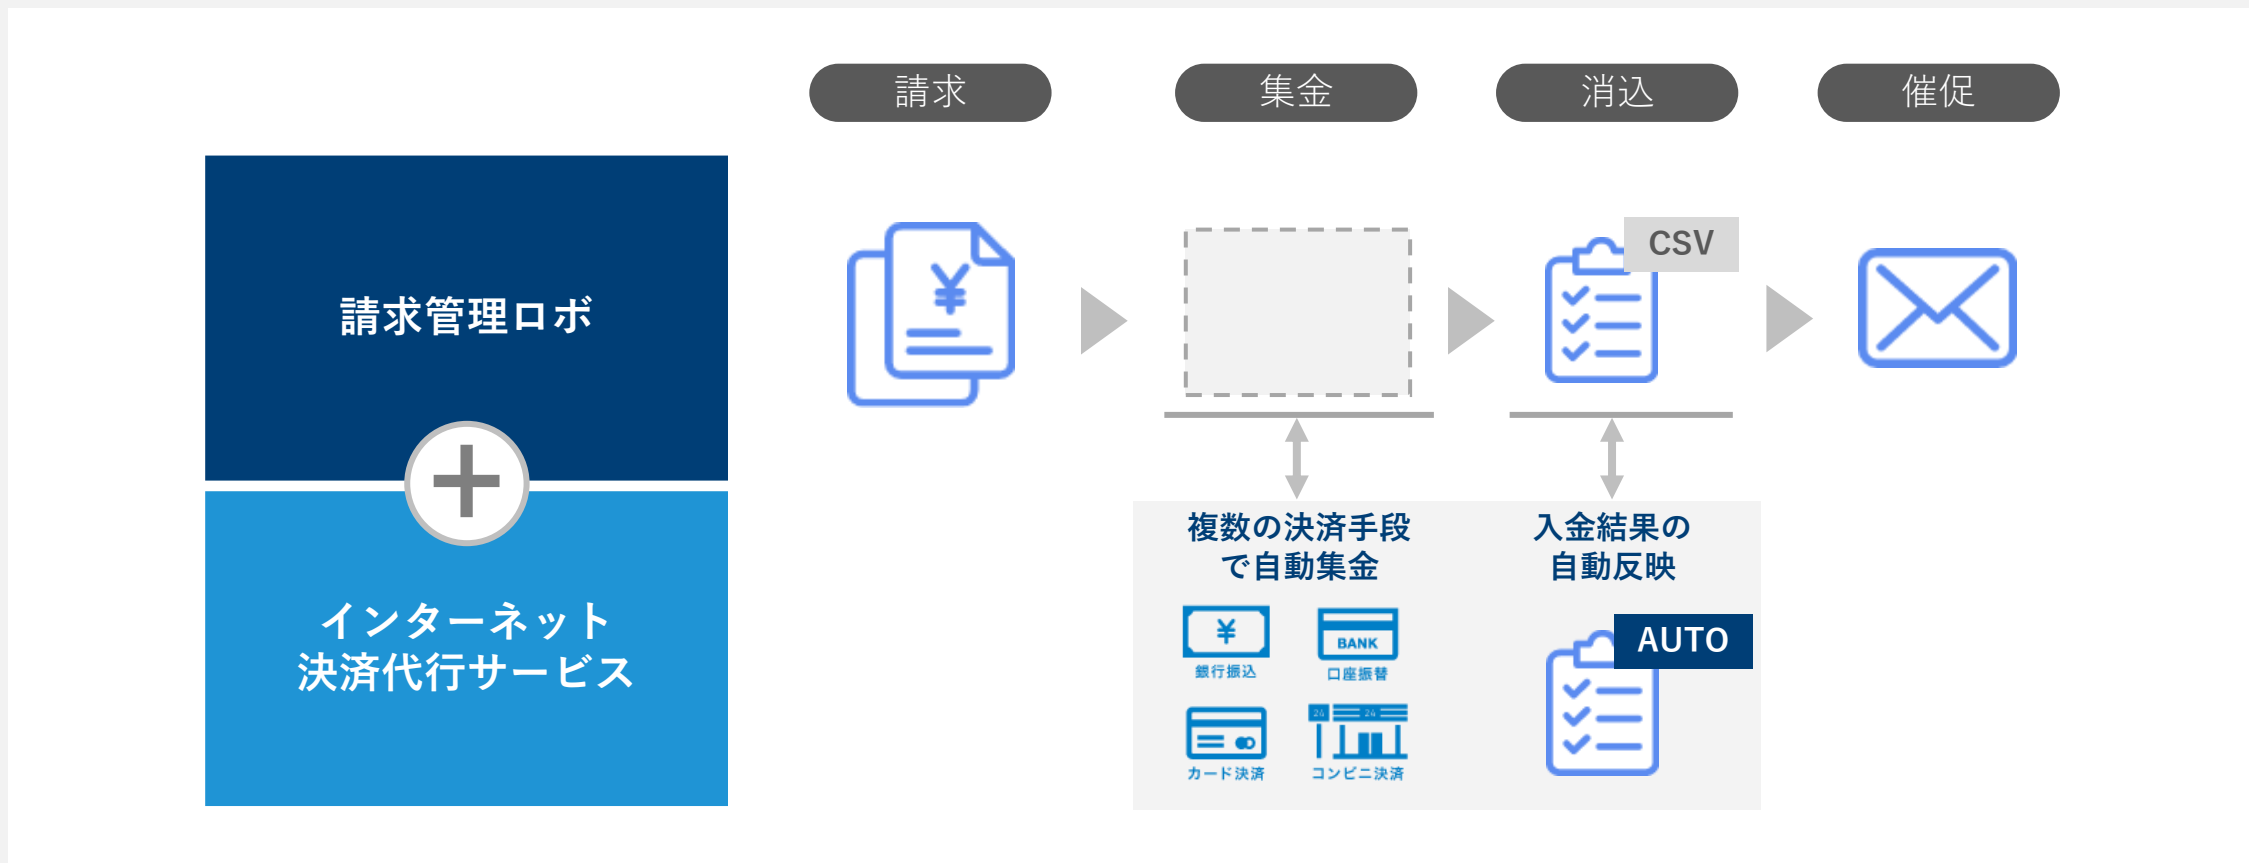 請求
集金
消込
催促
請求管理ロボ
インターネット
決済代行サービス
¥
CSV
複数の決済手段
で自動集金
¥
銀行振込
BANK
口座振替
カード決済
24 24
コンビニ決済
入金結果の
自動反映
AUTO